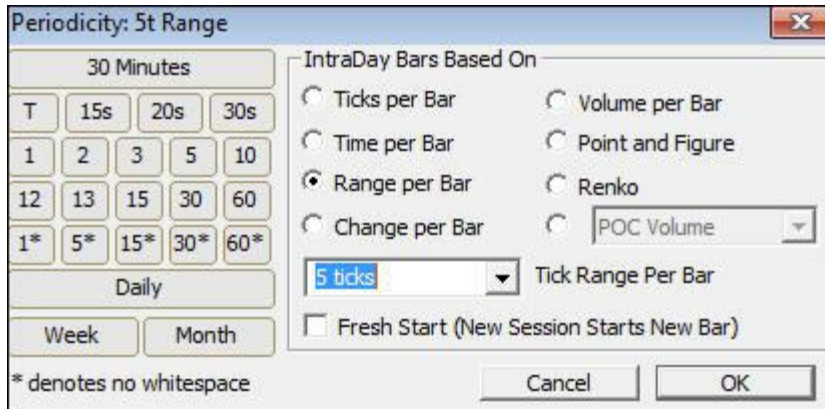 Periodicity: 5t Range
30 Minutes
T 15s 20s 30s
1 2 3 5 10
12 13 15 30 60
1* 5* 15* 30* 60*
Daily
Week Month
* denotes no whitespace
IntraDay Bars Based On
Ticks per Bar Volume per Bar
Time per Bar Point and Figure
Range per Bar Renko
Change per Bar POC Volume
5 ticks Tick Range Per Bar
Fresh Start (New Session Starts New Bar)
Cancel OK